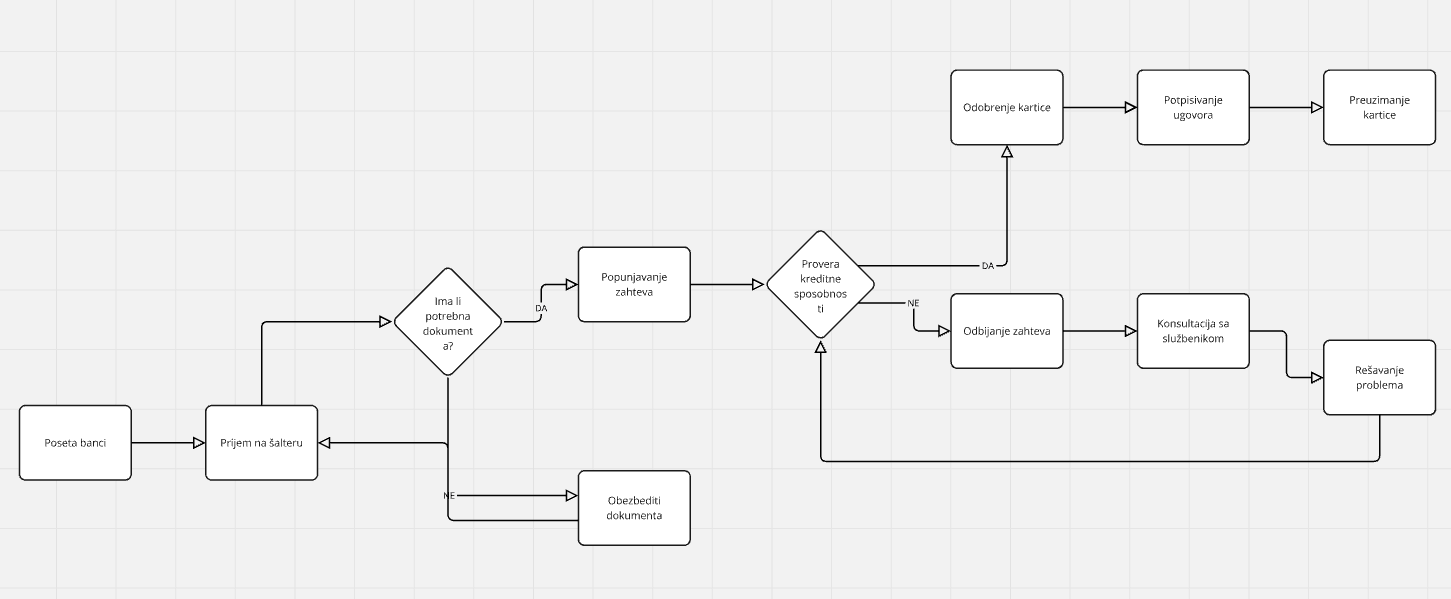 Odobrenje kartice
Potpisivanje
ugovora
Preuzimanje
kartice
Provera
kreditne
sposobnos
ti
DA
NE
Popunjavanje
zahteva
Ima li
potrebna
dokument
a?
DA
Odbijanje zahteva
Konsultacija sa
službenikom
Rešavanje
problema
Poseta banci
Prijem na šalteru
NE
Obezbediti
dokumenta